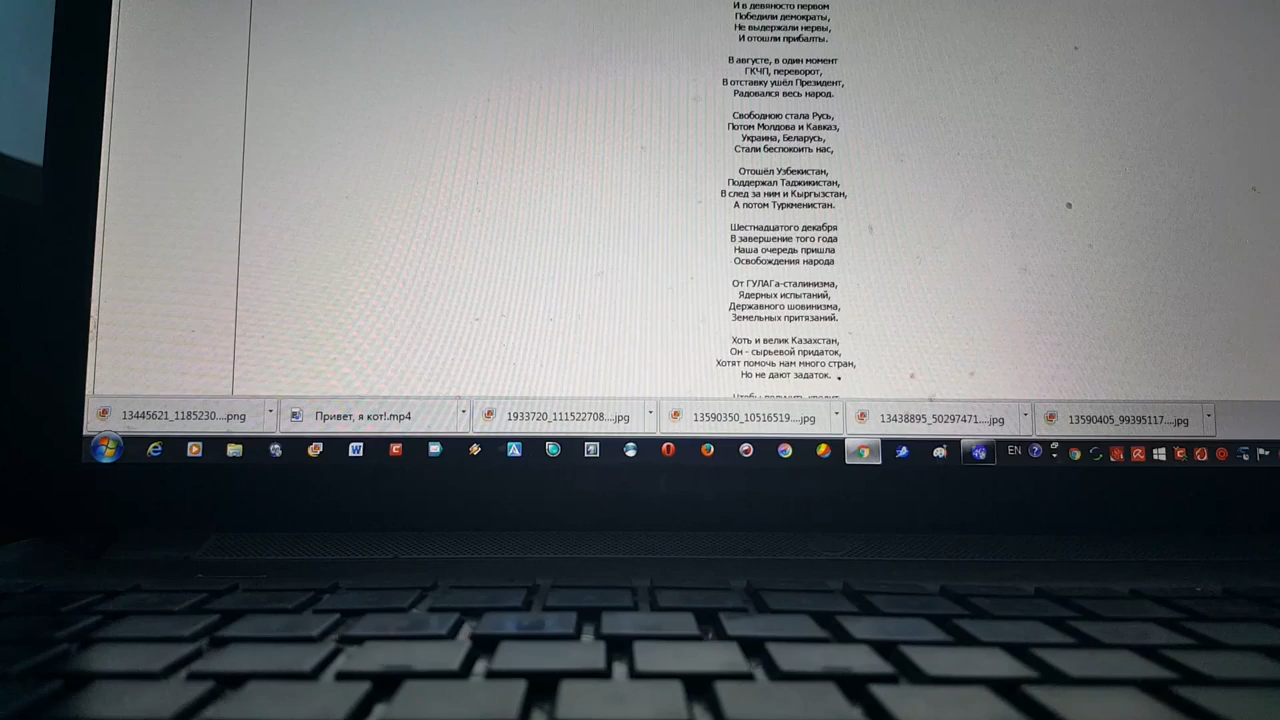 И в девяносто первом
Победили демократы,
Не выдержали нервы,
И отошли прибалты.
В августе, в один момент
ГКЧП, переворот,
В отставку ушёл Президент,
Радовался весь народ.
Свободною стала Русь,
Потом Молдова и Кавказ,
Украина, Беларусь,
Стали беспокоить нас,
Отошёл Узбекистан,
Поддержал Таджикистан,
В след за ним и Кыргызстан,
А потом Туркменистан.
Шестнадцатого декабря
В завершение того года
Наша очередь пришла
Освобождения народа
От ГУЛАГа-сталинизма,
Ядерных испытаний,
Державного шовинизма,
Земельных притязаний.
Хоть и велик Казахстан,
Он - сырьевой придаток,
Хотят помочь нам много стран,
Но не дают задаток.
13445621_1185230....png
Привет, я кот!.mp4
1933720_111522708....jpg
13590350_10516519....jpg
13438895_50297471....jpg
13590405_99395117....jpg
EN